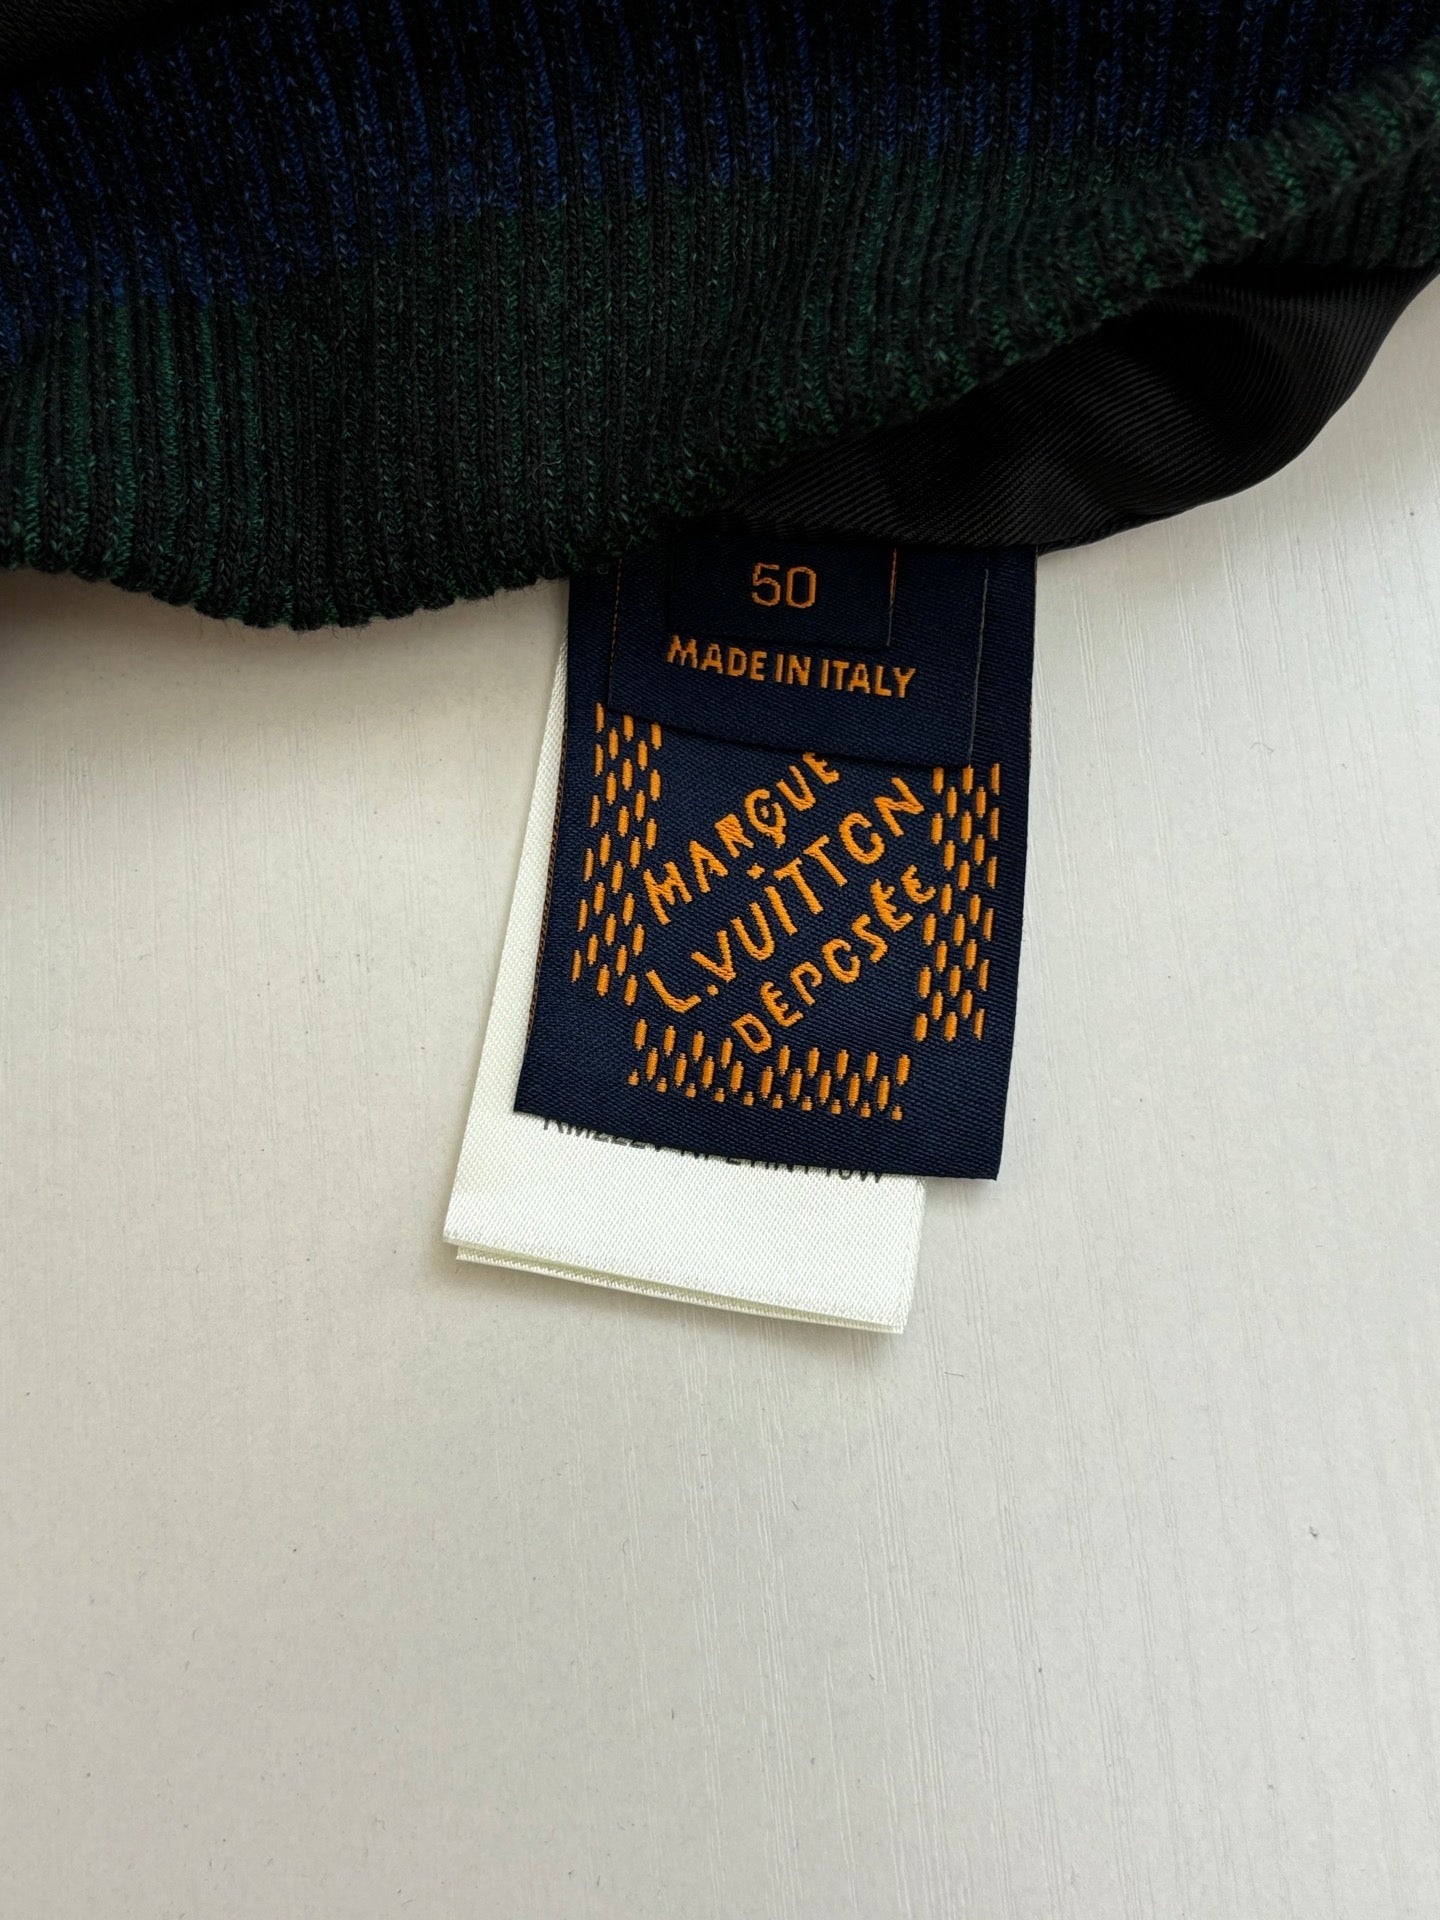 50
MADE IN ITALY
MARQUE
L.VUITTON
DÉPOSÉE